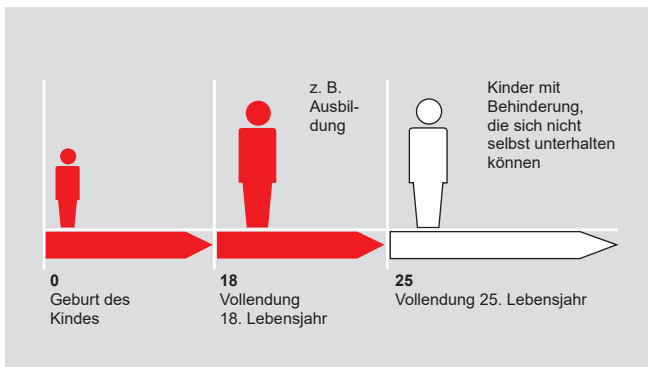 z. B.
Ausbil-
dung
Kinder mit
Behinderung,
die sich nicht
selbst unterhalten
können
0
Geburt des
Kindes
18
Vollendung
18. Lebensjahr
25
Vollendung 25. Lebensjahr